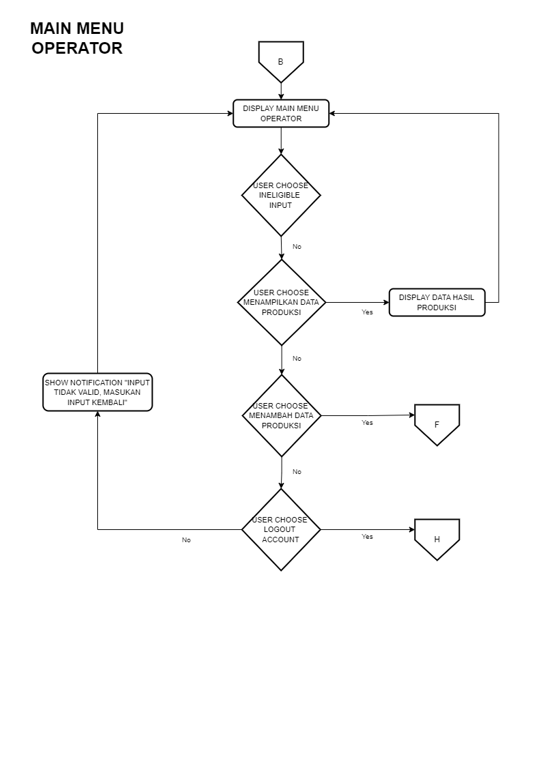 MAIN MENU
OPERATOR
B
DISPLAY MAIN MENU
OPERATOR
USER CHOOSE
INELIGIBLE
INPUT
No
USER CHOOSE
MENAMPILKAN DATA
PRODUKSI
Yes
DISPLAY DATA HASIL
PRODUKSI
No
SHOW NOTIFICATION "INPUT
TIDAK VALID, MASUKAN
INPUT KEMBALI"
USER CHOOSE
MENAMBAH DATA
PRODUKSI
Yes
F
No
USER CHOOSE
LOGOUT
ACCOUNT
No
Yes
H